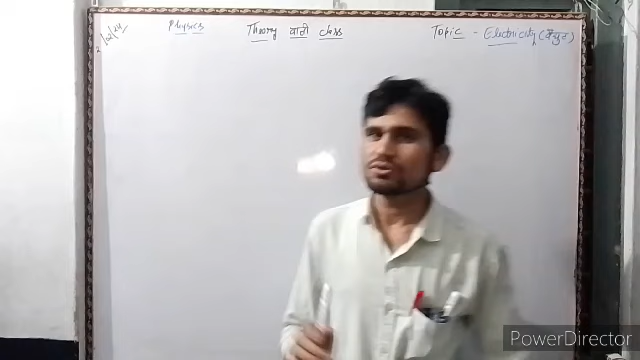 Physics
Theory वाली class
Topic - Electricity (वैद्युत)
PowerDirector